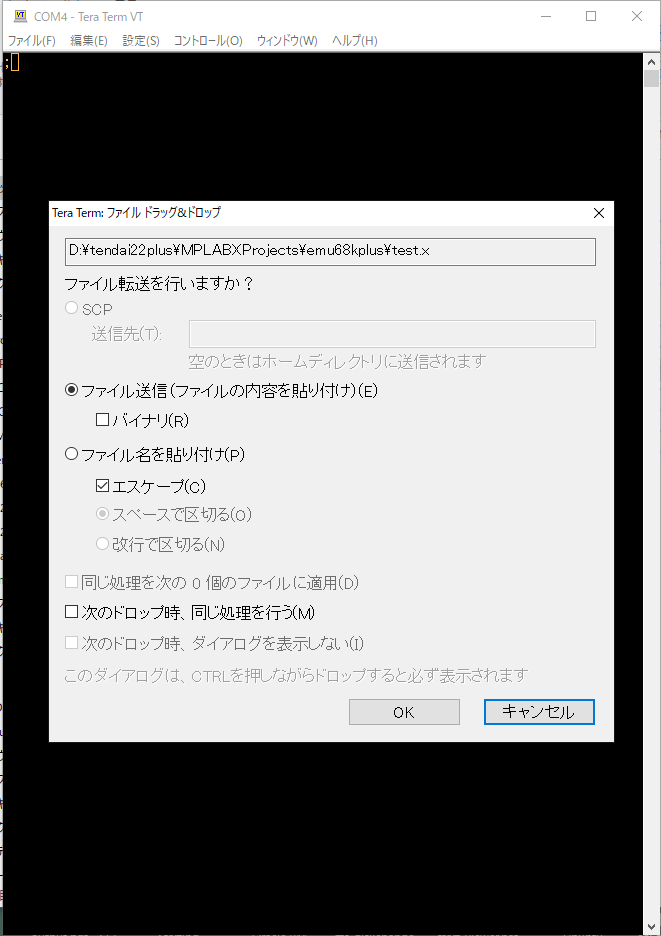 COM4 - Tera Term VT
ファイル(F) 編集(E) 設定(S) コントロール(O) ウィンドウ(W) ヘルプ(H)
;
Tera Term: ファイル ドラッグ&ドロップ
D:¥tendai22plus¥MPLABXProjects¥emu68kplus¥test.x
ファイル転送を行いますか？
SCP
送信先(T):
空のときはホームディレクトリに送信されます
ファイル送信(ファイルの内容を貼り付け)(E)
バイナリ(R)
ファイル名を貼り付け(P)
エスケープ(C)
スペースで区切る(O)
改行で区切る(N)
同じ処理を次の 0 個のファイルに適用(D)
次のドロップ時、同じ処理を行う(M)
次のドロップ時、ダイアログを表示しない(I)
このダイアログは、CTRLを押しながらドロップすると必ず表示されます
OK キャンセル